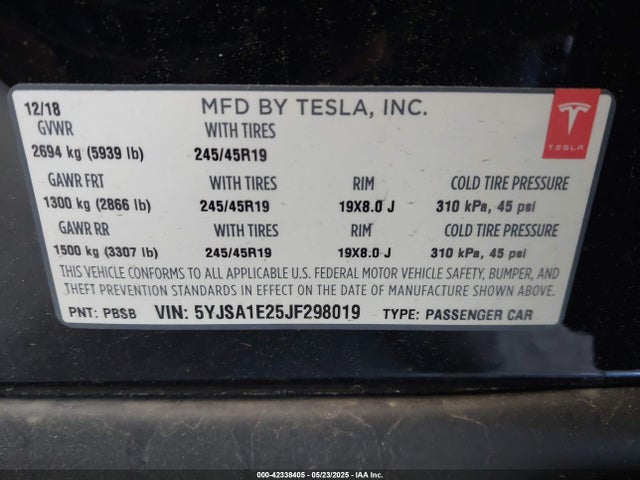 12/18 MFD BY TESLA, INC.
GVWR WITH TIRES
2694 kg (5939 lb) 245/45R19
TESLA
GAWR FRT WITH TIRES RIM COLD TIRE PRESSURE
1300 kg (2866 lb) 245/45R19 19X8.0 J 310 kPa, 45 psi
GAWR RR WITH TIRES RIM COLD TIRE PRESSURE
1500 kg (3307 lb) 245/45R19 19X8.0 J 310 kPa, 45 psi
THIS VEHICLE CONFORMS TO ALL APPLICABLE U.S. FEDERAL MOTOR VEHICLE SAFETY, BUMPER, AND
THEFT PREVENTION STANDARDS IN EFFECT ON THE DATE OF MANUFACTURE SHOWN ABOVE.
PNT: PBSB VIN: 5YJSA1E25JF298019 TYPE: PASSENGER CAR
000-42338405 - 05/23/2025 - IAA Inc.